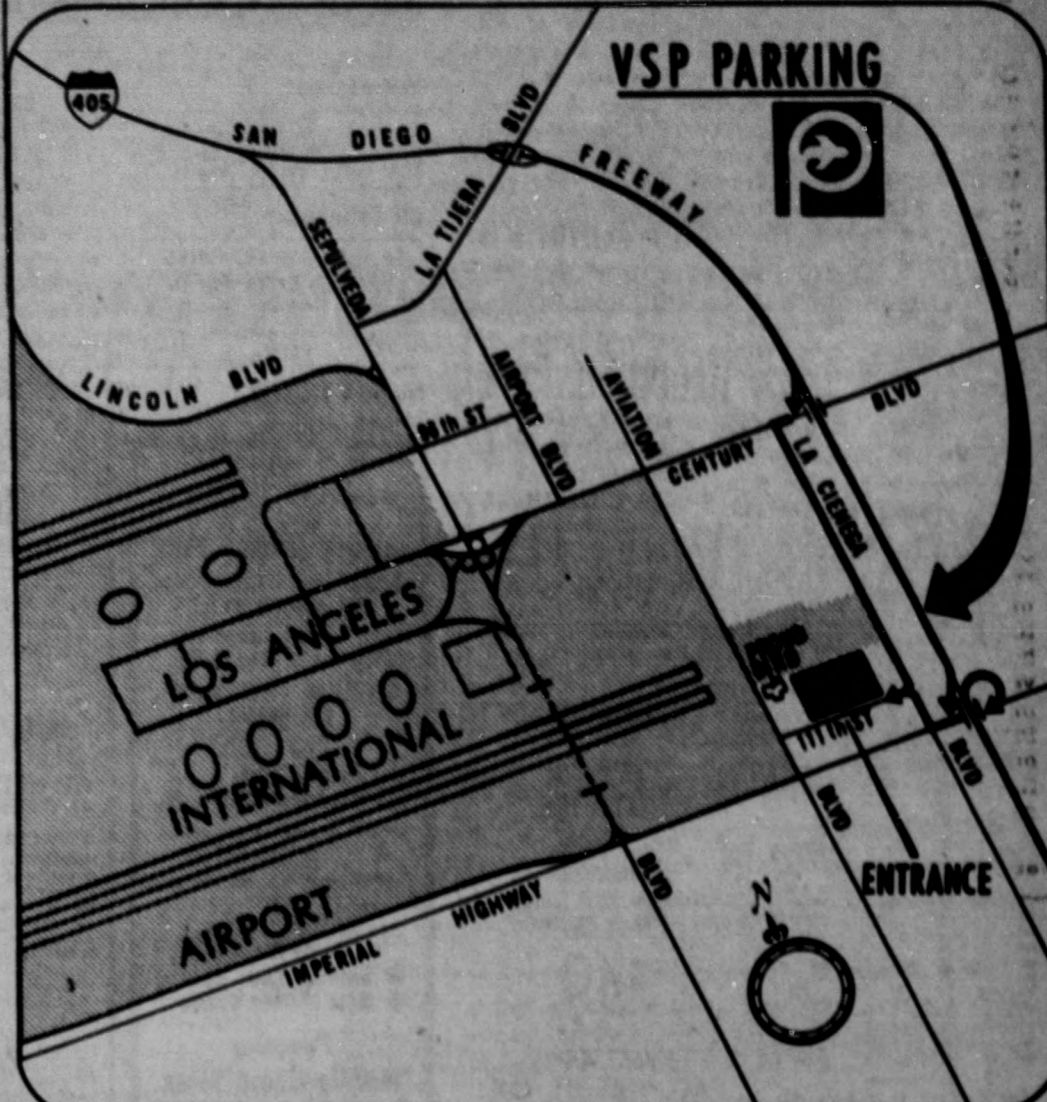 VSP PARKING
405
SAN DIEGO FREEWAY
LA TIJERA BLVD
SEPULVEDA
LINCOLN BLVD
AIRPORT BLVD
AVIATION
CENTURY BLVD
LA CIENEGA
LOS ANGELES
INTERNATIONAL
AIRPORT
111th ST
BLVD
BLVD
BLVD
ENTRANCE
IMPERIAL HIGHWAY
N